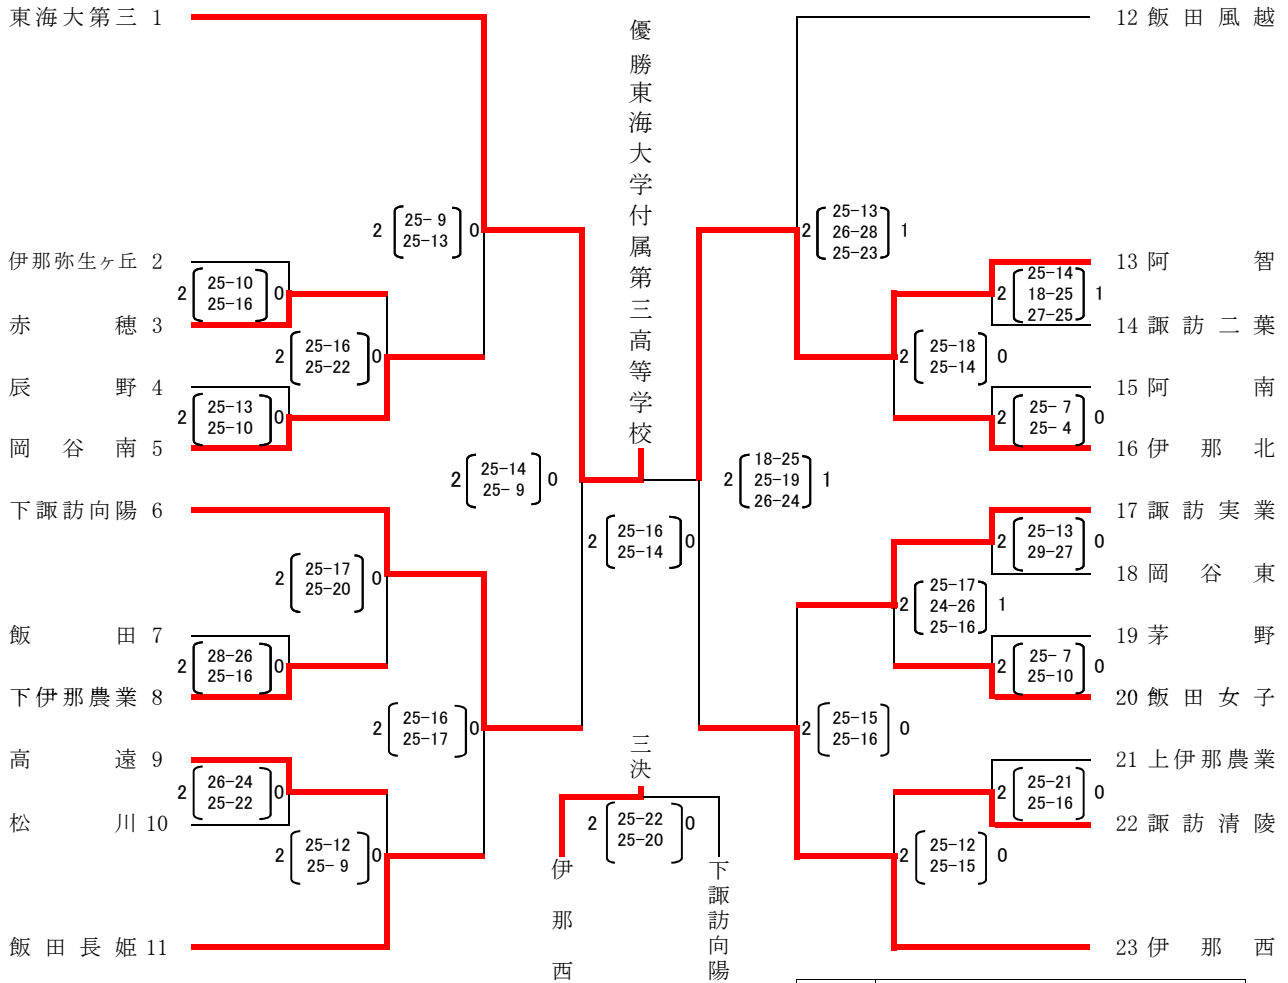 東海大第三 1
伊那弥生ヶ丘 2
赤穂 3
辰野 4
岡谷南 5
下諏訪向陽 6
飯田 7
下伊那農業 8
高遠 9
松川 10
飯田長姫 11
2 25-10 0
25-16
2 25-13 0
25-10
2 28-26 0
25-16
2 26-24 0
25-22
2 25-16 0
25-22
2 25-17 0
25-20
2 25-12 0
25- 9
2 25- 9 0
25-13
2 25-16 0
25-17
2 25-14 0
25- 9
優勝東海大学付属第三高等学校
2 25-16 0
25-14
三決
2 25-22 0
25-20
伊那西
下諏訪向陽
2 18-25 1
25-19
26-24
2 25-13 1
26-28
25-23
2 25-15 0
25-16
2 25-18 0
25-14
2 25-17 1
24-26
25-16
2 25-12 0
25-15
2 25-14 1
18-25
27-25
2 25- 7 0
25- 4
2 25-13 0
29-27
2 25- 7 0
25-10
2 25-21 0
25-16
12 飯田風越
13 阿智
14 諏訪二葉
15 阿南
16 伊那北
17 諏訪実業
18 岡谷東
19 茅野
20 飯田女子
21 上伊那農業
22 諏訪清陵
23 伊那西